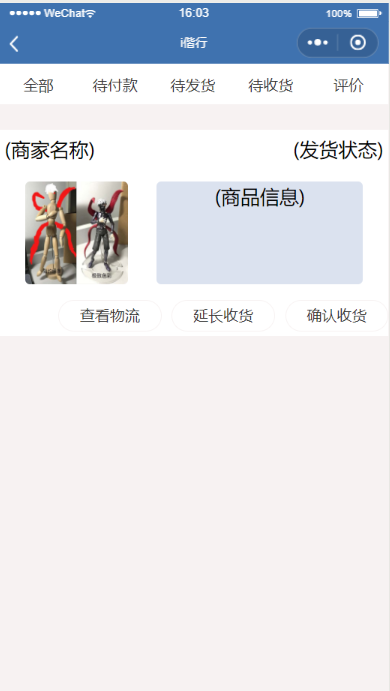 WeChat 16:03 100%
i偕行
全部 待付款 待发货 待收货 评价
(商家名称) (发货状态)
(商品信息)
查看物流 延长收货 确认收货